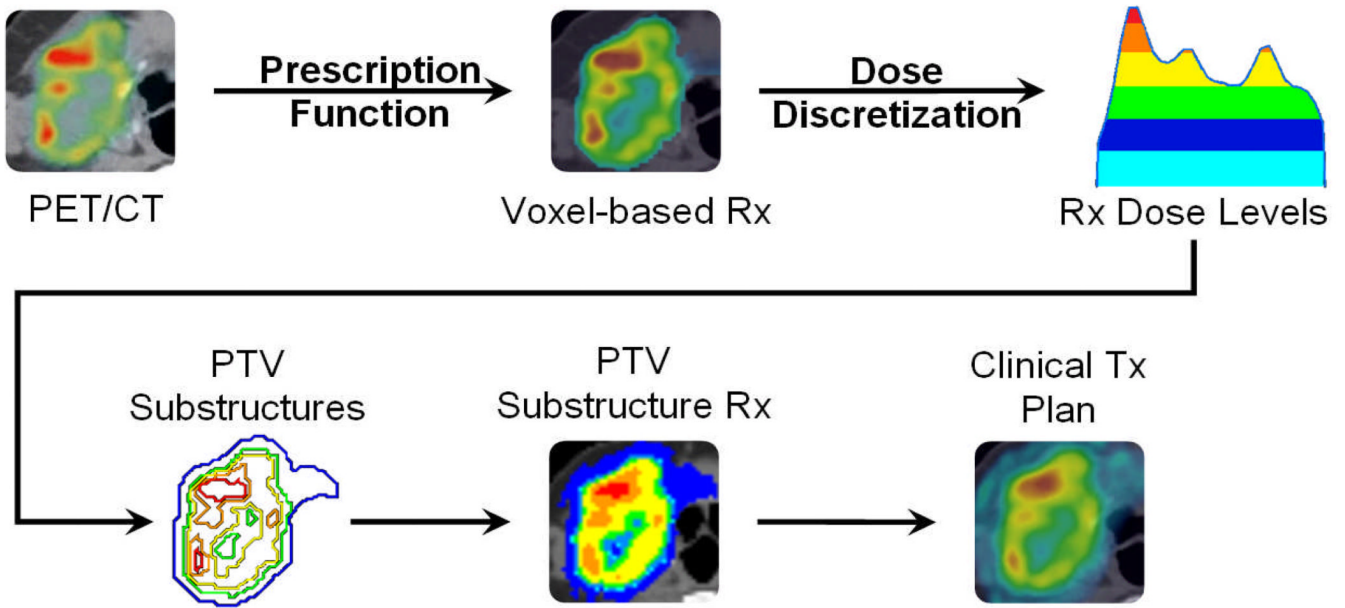 Prescription
Function
Dose
Discretization
PET/CT
Voxel-based Rx
Rx Dose Levels
PTV
Substructures
PTV
Substructure Rx
Clinical Tx
Plan